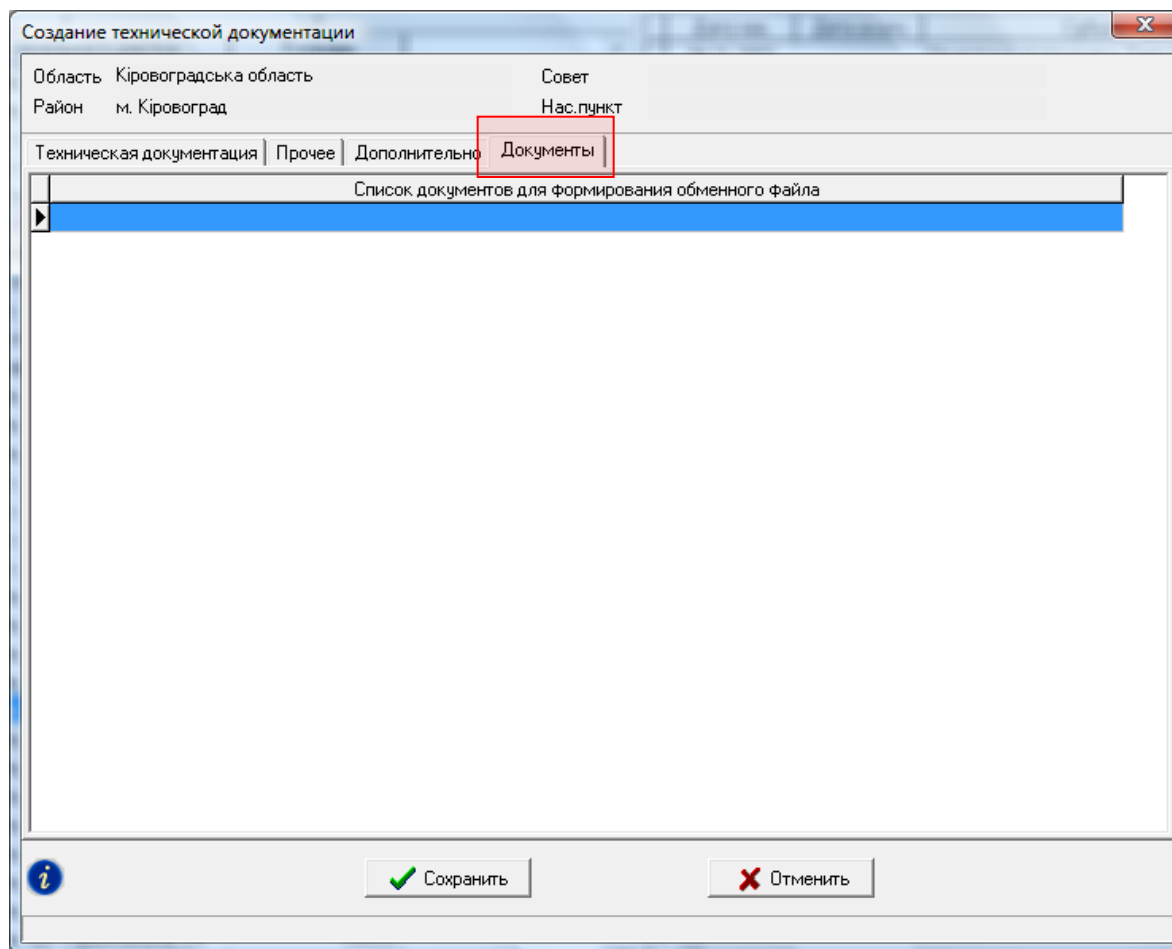 Создание технической документации
Область Кіровоградська область Совет
Район м. Кіровоград Нас.пункт
Техническая документация Прочее Дополнительно Документы
Список документов для формирования обменного файла
Сохранить Отменить